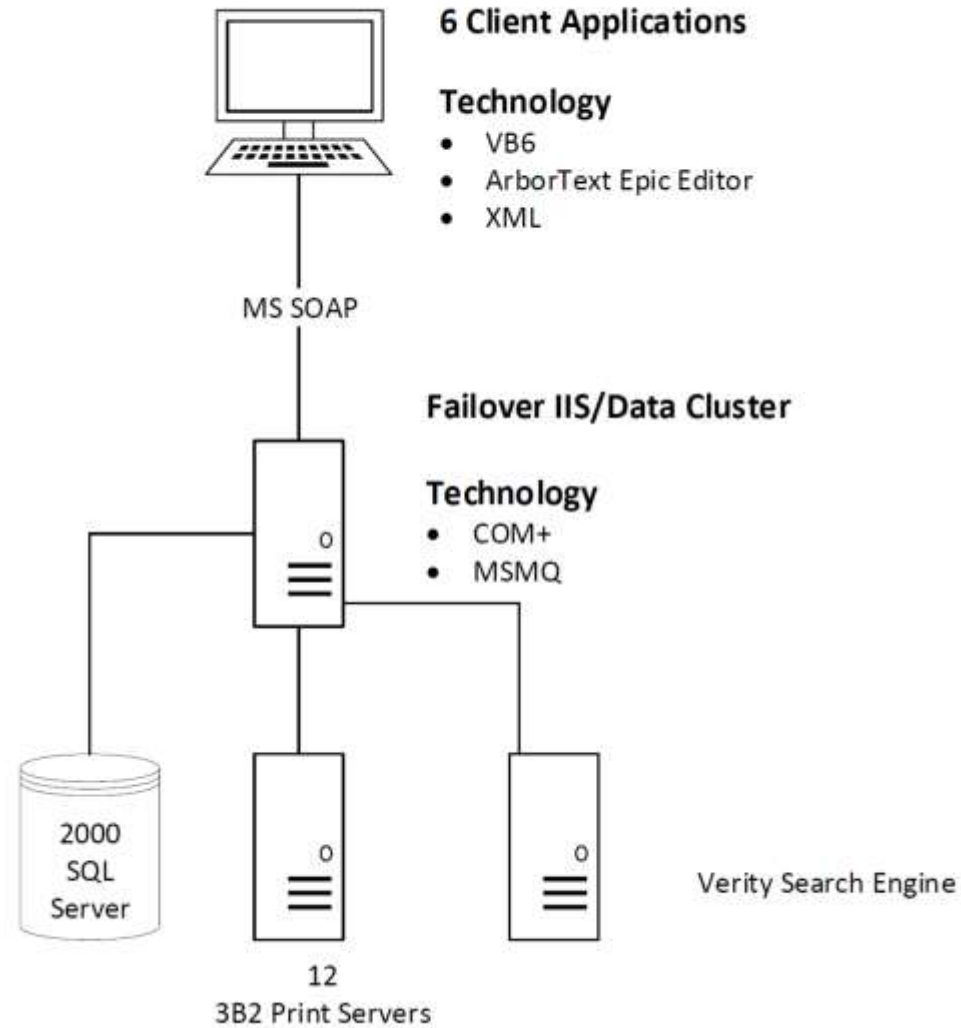 6 Client Applications
Technology
• VB6
• ArborText Epic Editor
• XML
MS SOAP
Failover IIS/Data Cluster
Technology
• COM+
• MSMQ
2000
SQL
Server
Verity Search Engine
12
3B2 Print Servers